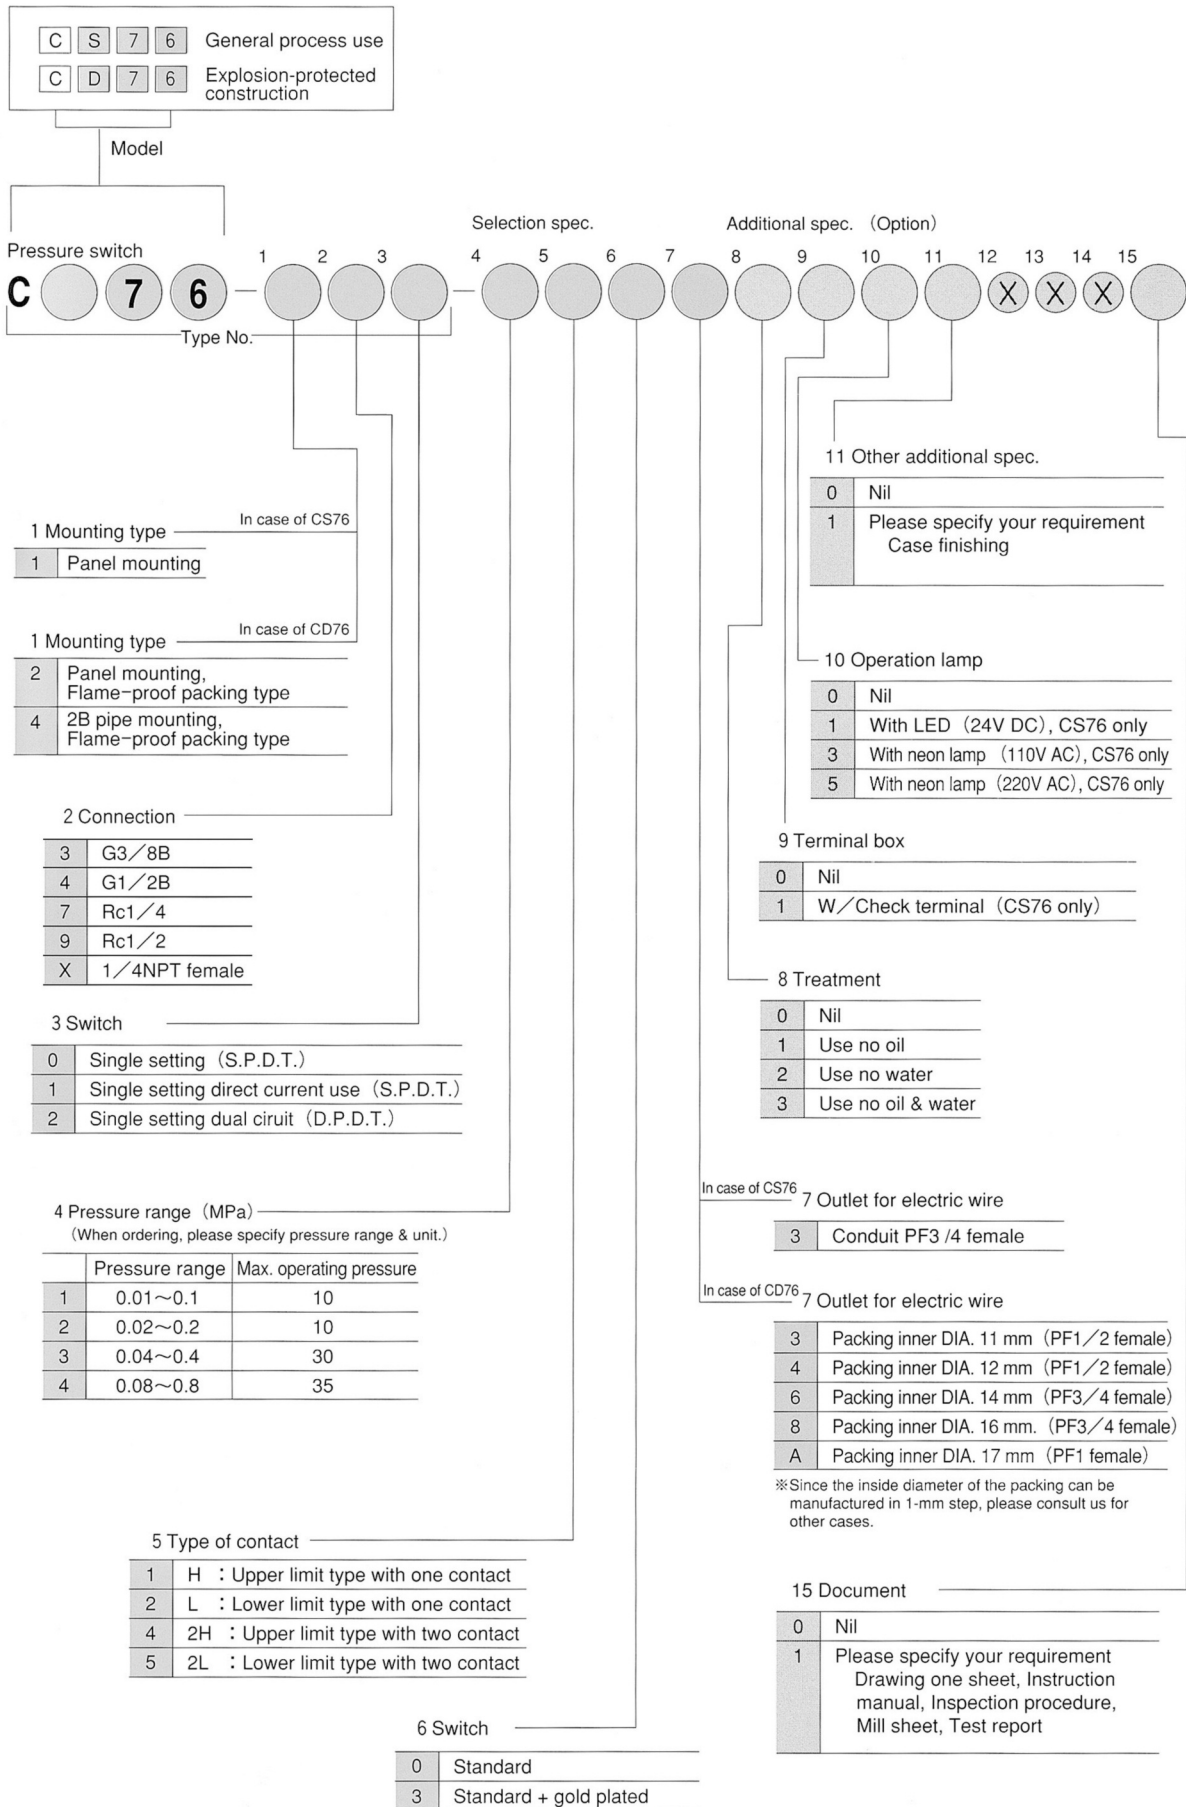 C S 7 6 General process use
C D 7 6 Explosion-protected
construction
Model
Selection spec.
Additional spec. (Option)
Pressure switch
1 2 3 4 5 6 7 8 9 10 11 12 13 14 15
C 7 6 – – X X X
Type No.
1 Mounting type
In case of CS76
1 Panel mounting
1 Mounting type
In case of CD76
2 Panel mounting,
Flame-proof packing type
4 2B pipe mounting,
Flame-proof packing type
2 Connection
3 G3/8B
4 G1/2B
7 Rc1/4
9 Rc1/2
X 1/4NPT female
3 Switch
0 Single setting (S.P.D.T.)
1 Single setting direct current use (S.P.D.T.)
2 Single setting dual ciruit (D.P.D.T.)
4 Pressure range (MPa)
(When ordering, please specify pressure range & unit.)
Pressure range Max. operating pressure
1 0.01~0.1 10
2 0.02~0.2 10
3 0.04~0.4 30
4 0.08~0.8 35
5 Type of contact
1 H : Upper limit type with one contact
2 L : Lower limit type with one contact
4 2H : Upper limit type with two contact
5 2L : Lower limit type with two contact
6 Switch
0 Standard
3 Standard + gold plated
11 Other additional spec.
0 Nil
1 Please specify your requirement
Case finishing
10 Operation lamp
0 Nil
1 With LED (24V DC), CS76 only
3 With neon lamp (110V AC), CS76 only
5 With neon lamp (220V AC), CS76 only
9 Terminal box
0 Nil
1 W/Check terminal (CS76 only)
8 Treatment
0 Nil
1 Use no oil
2 Use no water
3 Use no oil & water
In case of CS76
7 Outlet for electric wire
3 Conduit PF3 /4 female
In case of CD76
7 Outlet for electric wire
3 Packing inner DIA. 11 mm (PF1/2 female)
4 Packing inner DIA. 12 mm (PF1/2 female)
6 Packing inner DIA. 14 mm (PF3/4 female)
8 Packing inner DIA. 16 mm. (PF3/4 female)
A Packing inner DIA. 17 mm (PF1 female)
※Since the inside diameter of the packing can be
manufactured in 1-mm step, please consult us for
other cases.
15 Document
0 Nil
1 Please specify your requirement
Drawing one sheet, Instruction
manual, Inspection procedure,
Mill sheet, Test report